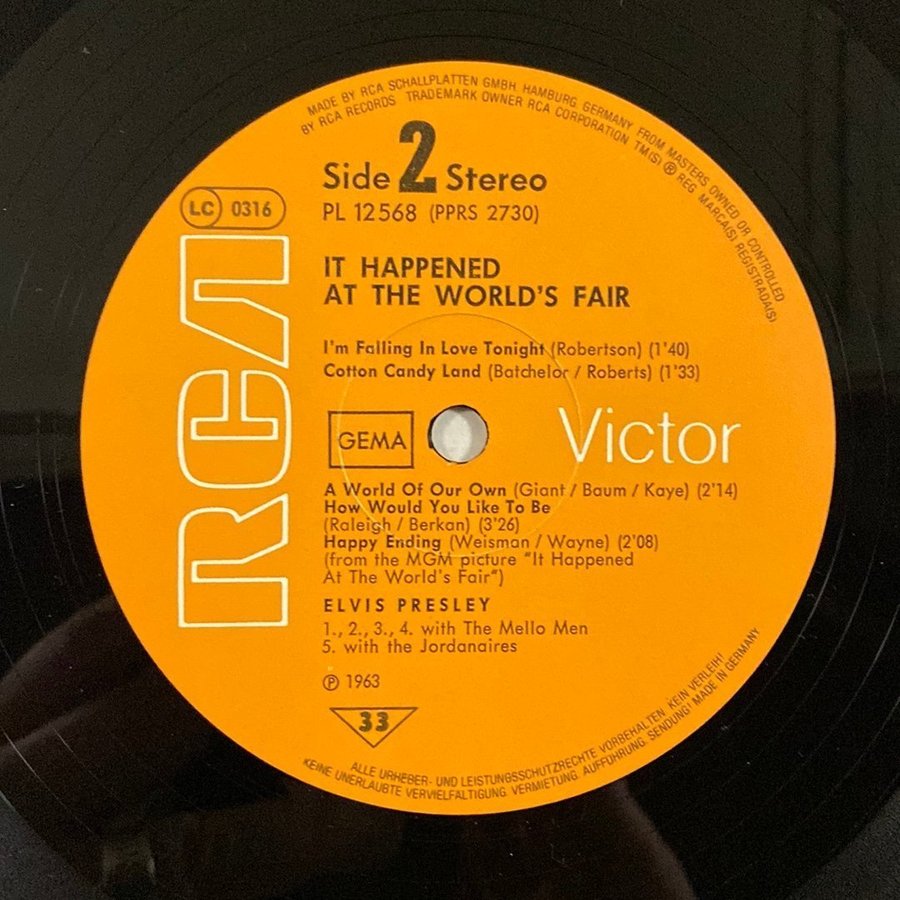 MADE BY RCA SCHALLPLATTEN GMBH. HAMBURG, GERMANY, FROM MASTERS OWNED OR CONTROLLED
BY RCA RECORDS TRADEMARK OWNER RCA CORPORATION TM(S) ® REG MARCA(S) REGISTRADA(S)
Side 2 Stereo
PL 12568 (PPRS 2730)
LC 0316
RCA
IT HAPPENED
AT THE WORLD'S FAIR
I'm Falling In Love Tonight (Robertson) (1'40)
Cotton Candy Land (Batchelor / Roberts) (1'33)
GEMA
Victor
A World Of Our Own (Giant / Baum / Kaye) (2'14)
How Would You Like To Be
(Raleigh / Berkan) (3'26)
Happy Ending (Weisman / Wayne) (2'08)
(from the MGM picture "It Happened
At The World's Fair")
ELVIS PRESLEY
1., 2., 3., 4. with The Mello Men
5. with the Jordanaires
℗ 1963
33
ALLE URHEBER- UND LEISTUNGSSCHUTZRECHTE VORBEHALTEN. KEIN VERLEIH!
KEINE UNERLAUBTE VERVIELFÄLTIGUNG, VERMIETUNG, AUFFÜHRUNG, SENDUNG! MADE IN GERMANY